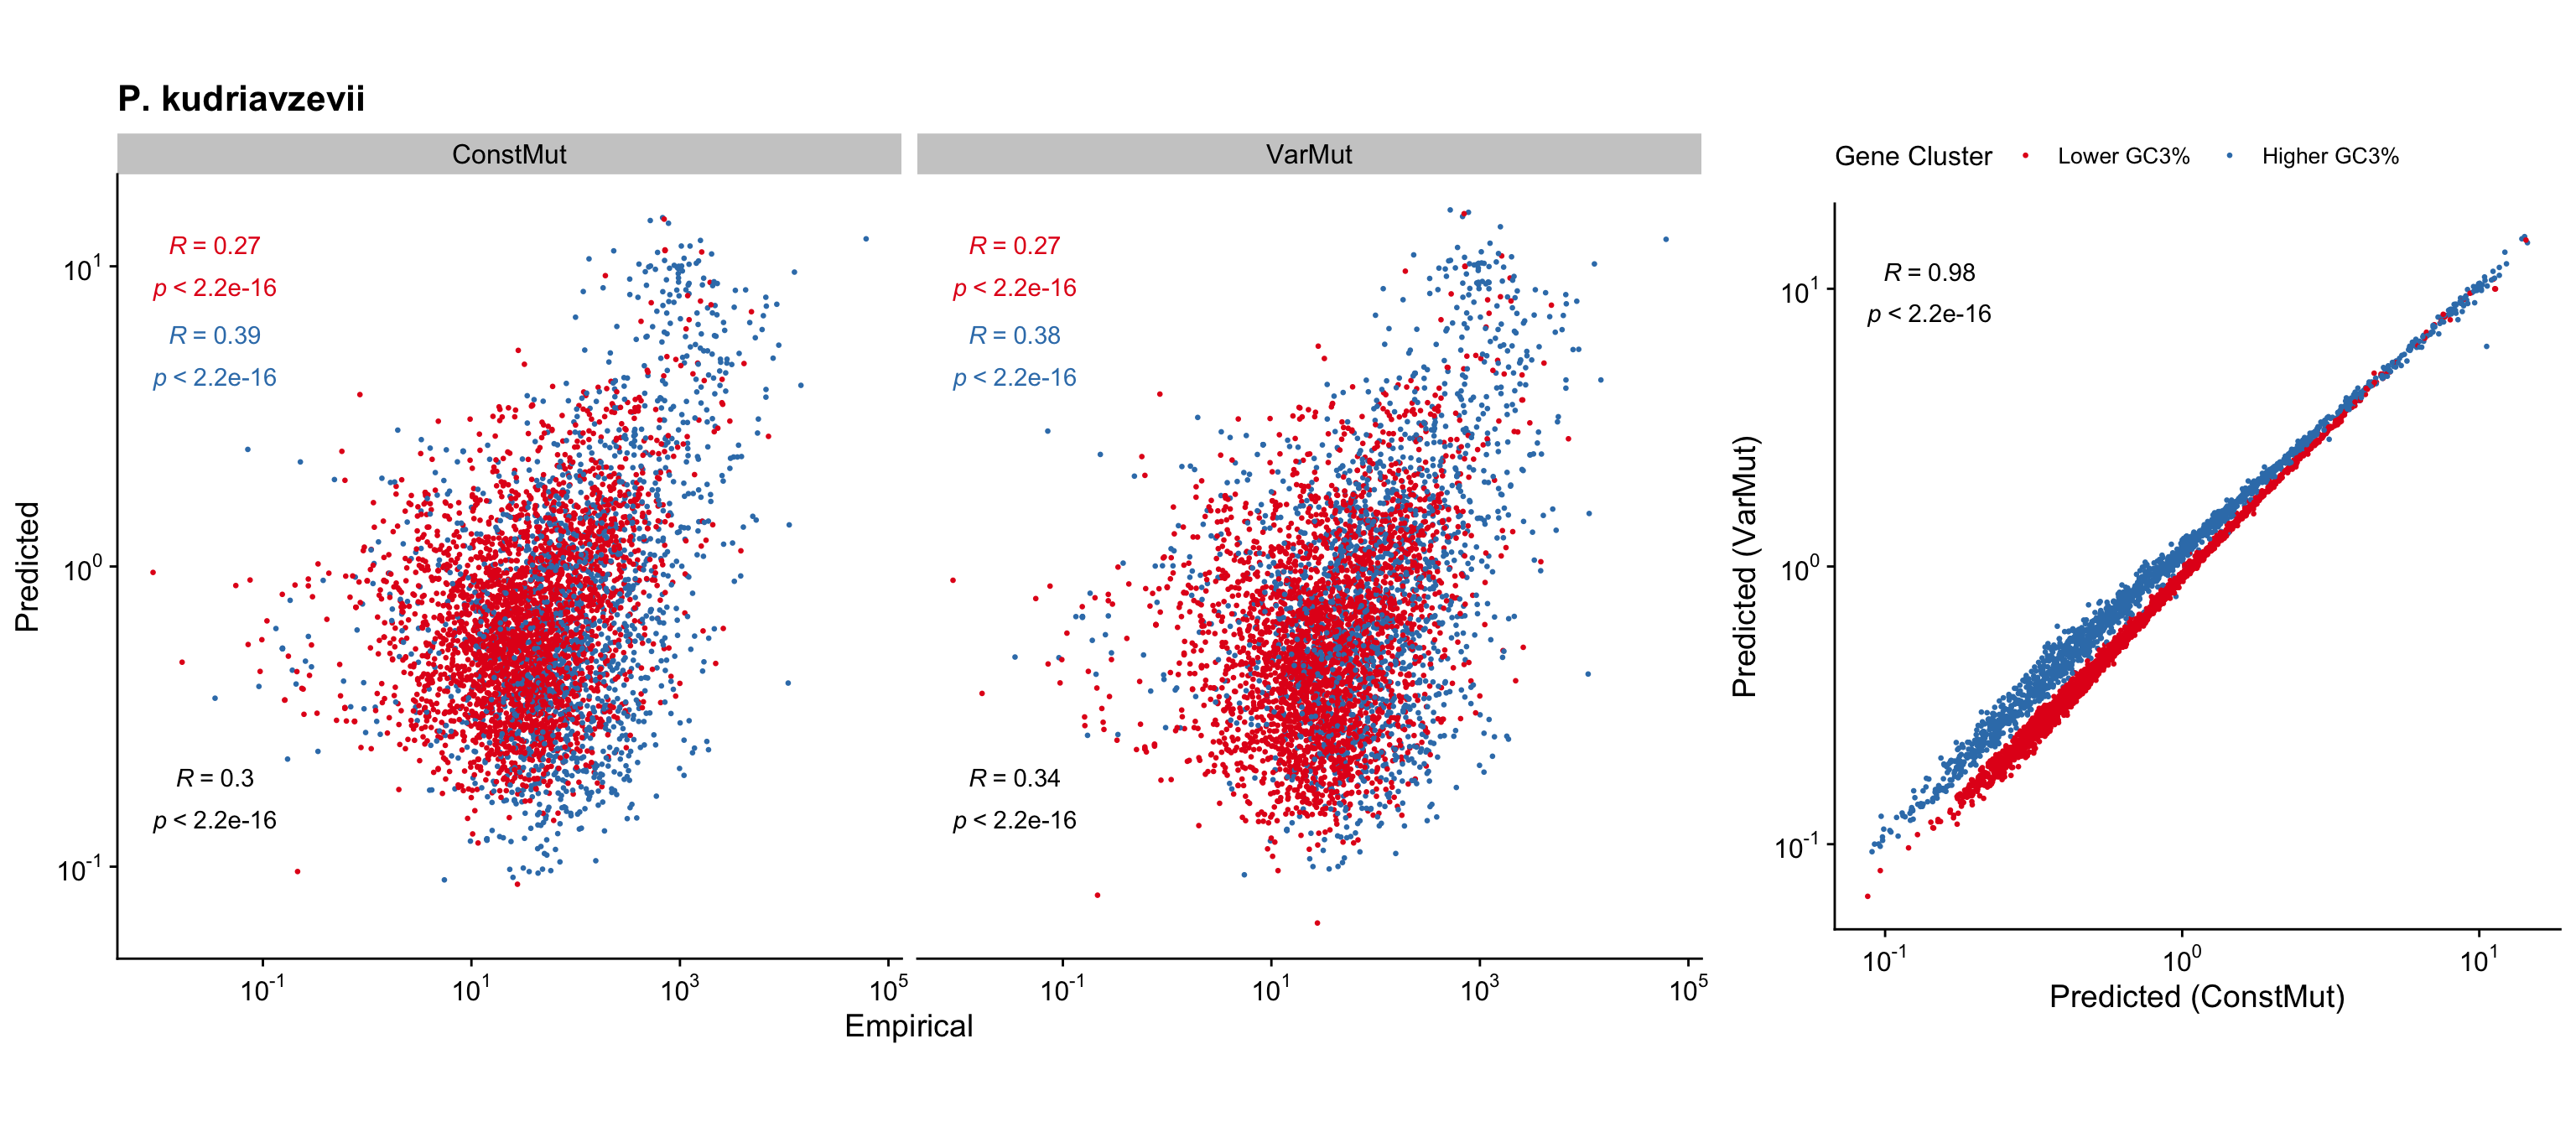 P. kudriavzevii
ConstMut
VarMut
R = 0.27
p < 2.2e-16
R = 0.39
p < 2.2e-16
R = 0.3
p < 2.2e-16
R = 0.27
p < 2.2e-16
R = 0.38
p < 2.2e-16
R = 0.34
p < 2.2e-16
Predicted
10^1
10^0
10^-1
10^-1 10^1 10^3 10^5
10^-1 10^1 10^3 10^5
Empirical
Gene Cluster Lower GC3% Higher GC3%
R = 0.98
p < 2.2e-16
Predicted (VarMut)
10^1
10^0
10^-1
10^-1 10^0 10^1
Predicted (ConstMut)